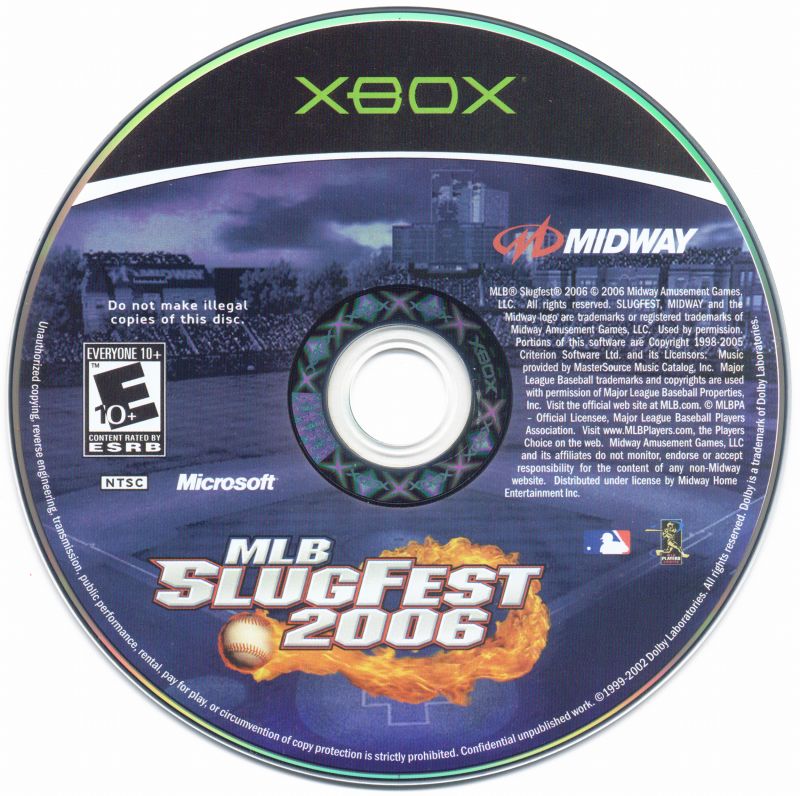 XBOX
MIDWAY
Do not make illegal
copies of this disc.
MLB® Slugfest® 2006 © 2006 Midway Amusement Games,
LLC. All rights reserved. SLUGFEST, MIDWAY and the
Midway logo are trademarks or registered trademarks of
Midway Amusement Games, LLC. Used by permission.
Portions of this software are Copyright 1998-2005
Criterion Software Ltd. and its Licensors. Music
provided by MasterSource Music Catalog, Inc. Major
League Baseball trademarks and copyrights are used
with permission of Major League Baseball Properties,
Inc. Visit the official web site at MLB.com. © MLBPA
- Official Licensee, Major League Baseball Players
Association. Visit www.MLBPlayers.com, the Players
Choice on the web. Midway Amusement Games, LLC
and its affiliates do not monitor, endorse or accept
responsibility for the content of any non-Midway
website. Distributed under license by Midway Home
Entertainment Inc.
EVERYONE 10+
E
10+
CONTENT RATED BY
ESRB
XBOX
NTSC
Microsoft
MLB
SLUGFEST
2006
PLAYERS
Unauthorized copying, reverse engineering, transmission, public performance, rental, pay for play, or circumvention of copy protection is strictly prohibited. Confidential unpublished work. ©1999-2002 Dolby Laboratories. All rights reserved. Dolby is a trademark of Dolby Laboratories.